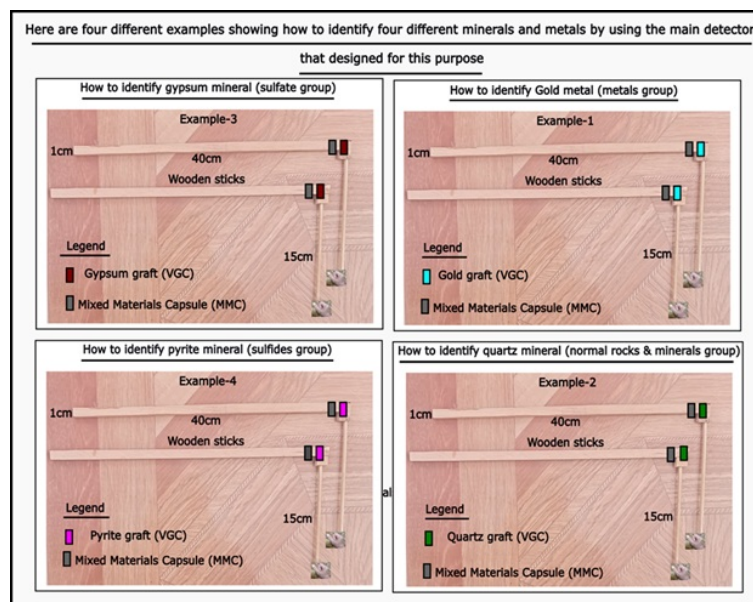 Here are four different examples showing how to identify four different minerals and metals by using the main detector
that designed for this purpose
How to identify gypsum mineral (sulfate group)
Example-3
1cm
40cm
Wooden sticks
15cm
Legend
Gypsum graft (VGC)
Mixed Materials Capsule (MMC)
How to identify Gold metal (metals group)
Example-1
1cm
40cm
Wooden sticks
15cm
Legend
Gold graft (VGC)
Mixed Materials Capsule (MMC)
How to identify pyrite mineral (sulfides group)
Example-4
1cm
40cm
Wooden sticks
15cm
Legend
Pyrite graft (VGC)
Mixed Materials Capsule (MMC)
al
How to identify quartz mineral (normal rocks & minerals group)
Example-2
1cm
40cm
Wooden sticks
15cm
Legend
Quartz graft (VGC)
Mixed Materials Capsule (MMC)